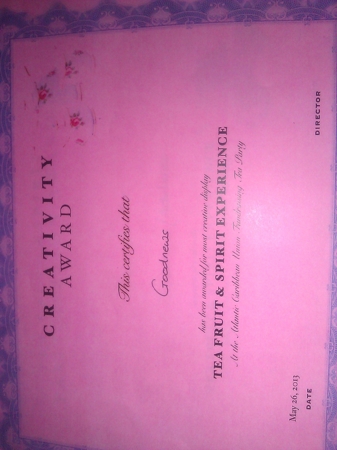 CREATIVITY
AWARD
This certifies that
Goodnews
has been awarded for most creative display
TEA FRUIT & SPIRIT EXPERIENCE
At the Atlantic Caribbean Union Fundraising Tea Party
May 26, 2013
DATE
DIRECTOR